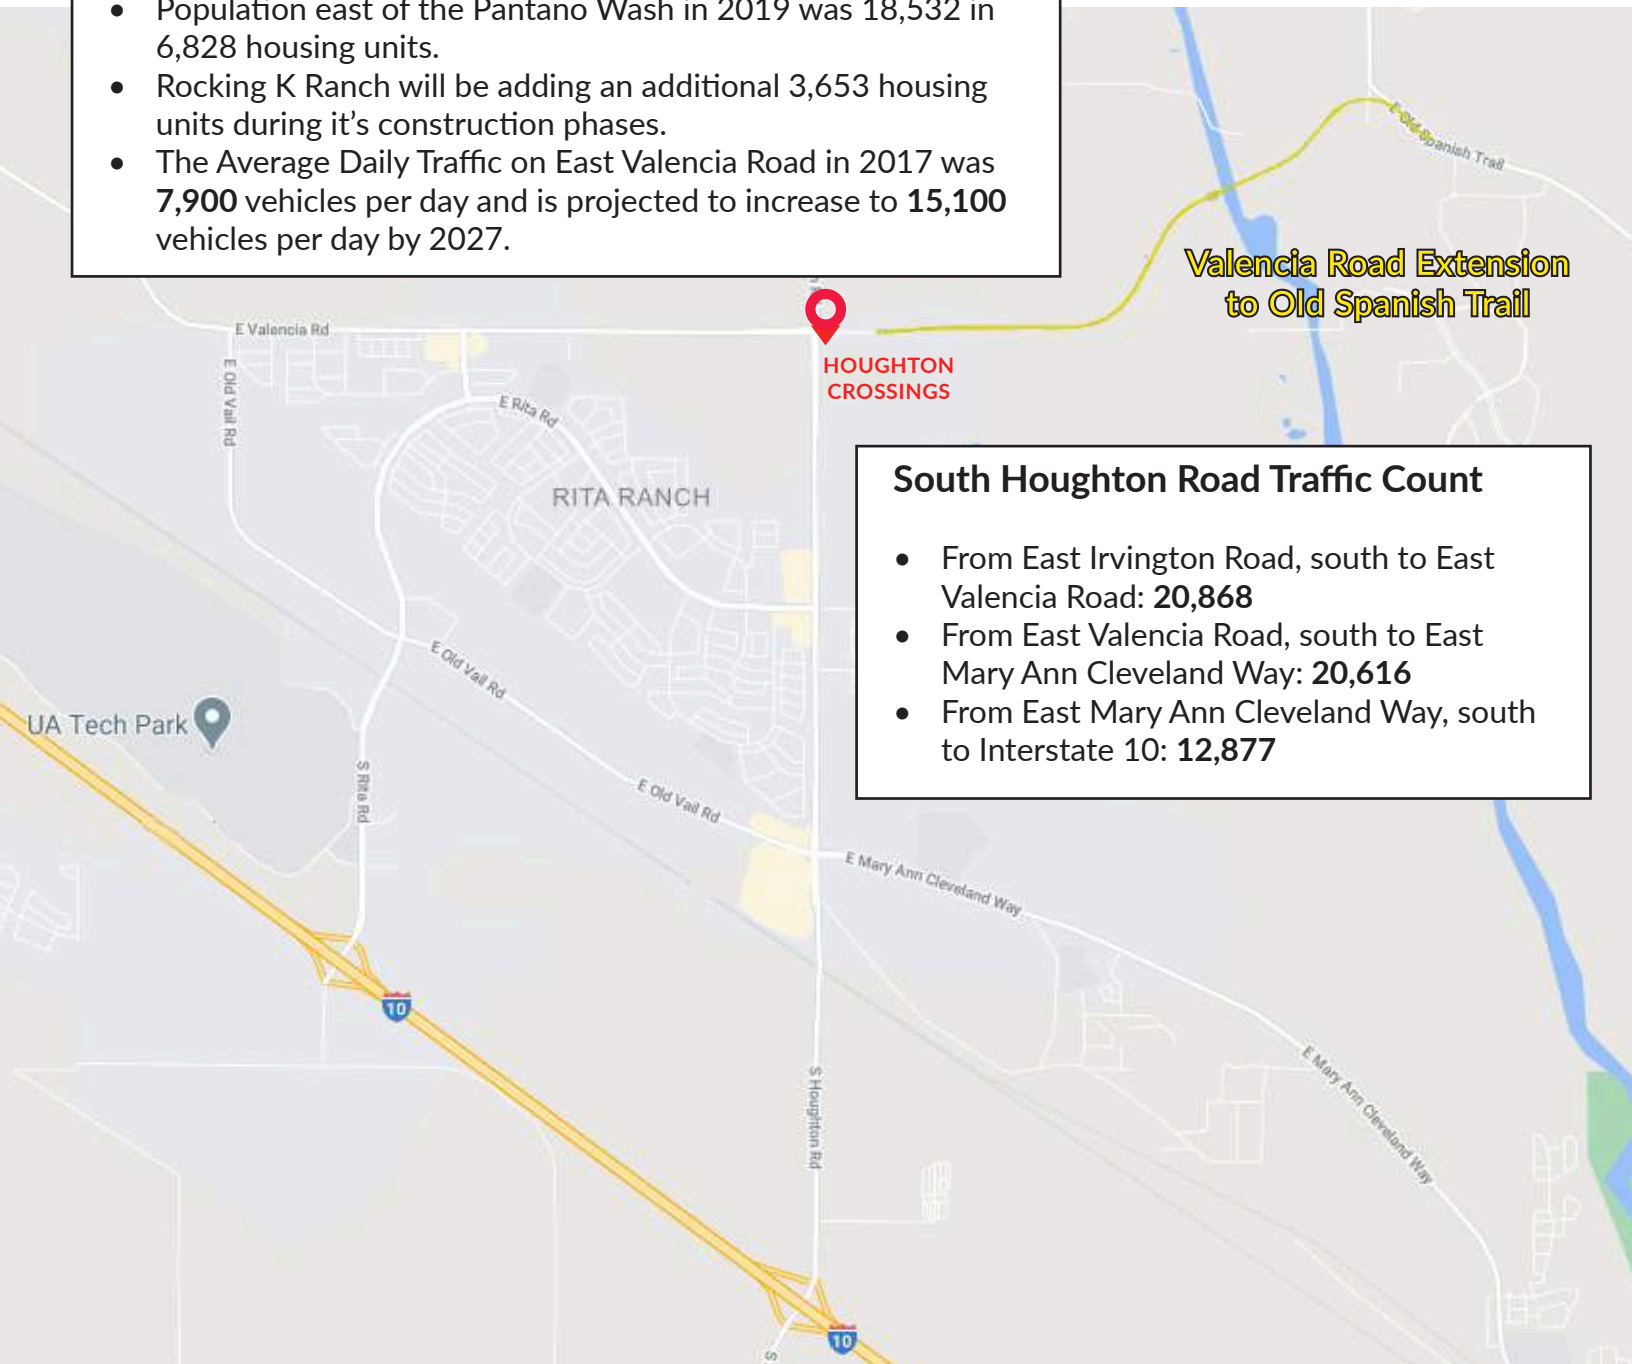 • Population east of the Pantano Wash in 2019 was 18,532 in
6,828 housing units.
• Rocking K Ranch will be adding an additional 3,653 housing
units during it’s construction phases.
• The Average Daily Traffic on East Valencia Road in 2017 was
7,900 vehicles per day and is projected to increase to 15,100
vehicles per day by 2027.
E Old Spanish Trail
Valencia Road Extension
to Old Spanish Trail
E Valencia Rd
HOUGHTON
CROSSINGS
E Old Vail Rd
E Rita Rd
RITA RANCH
South Houghton Road Traffic Count
• From East Irvington Road, south to East
Valencia Road: 20,868
• From East Valencia Road, south to East
Mary Ann Cleveland Way: 20,616
• From East Mary Ann Cleveland Way, south
to Interstate 10: 12,877
E Old Vail Rd
UA Tech Park
S Rita Rd
E Old Vail Rd
E Mary Ann Cleveland Way
10
E Mary Ann Cleveland Way
S Houghton Rd
10
S